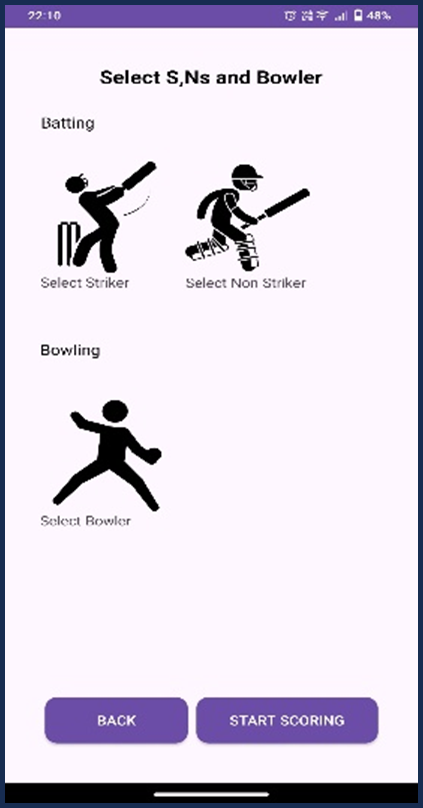 22:10 48%
Select S,Ns and Bowler
Batting
Select Striker Select Non Striker
Bowling
Select Bowler
BACK START SCORING